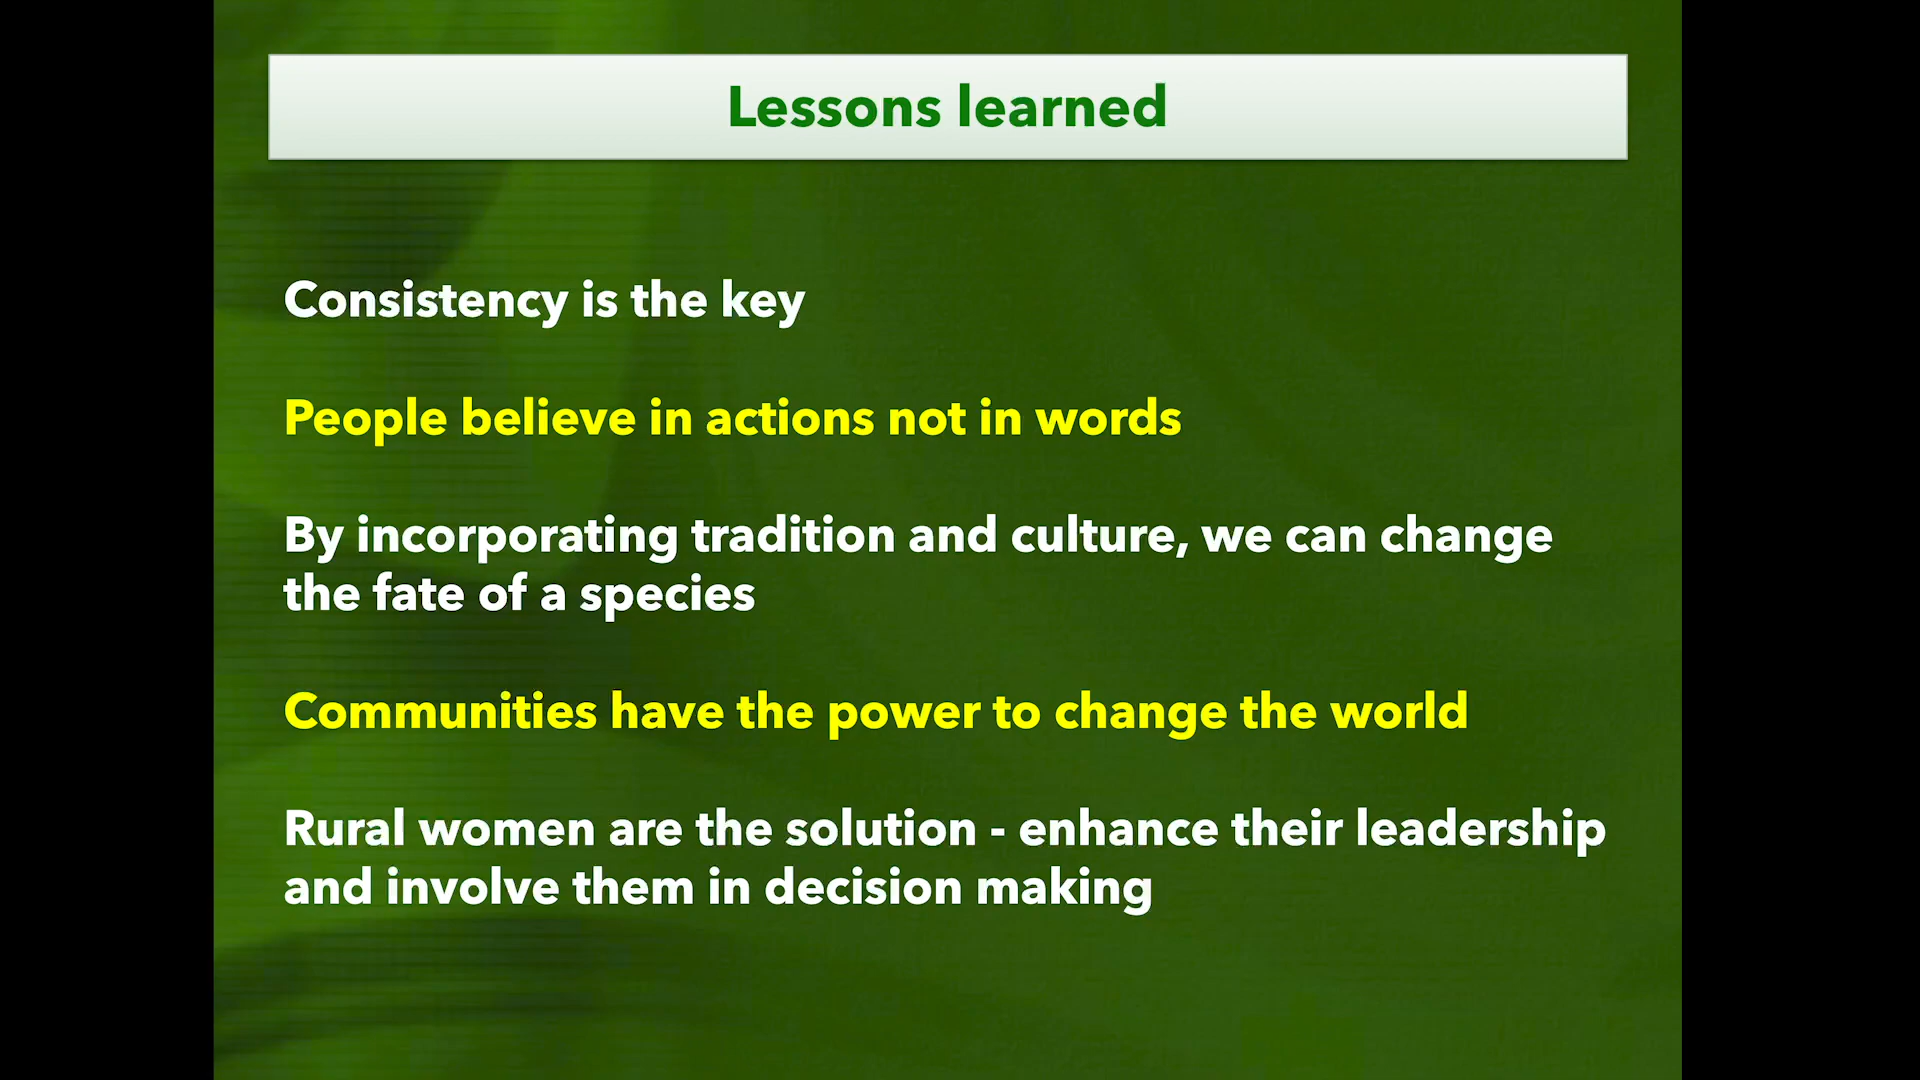 Lessons learned
Consistency is the key
People believe in actions not in words
By incorporating tradition and culture, we can change
the fate of a species
Communities have the power to change the world
Rural women are the solution - enhance their leadership
and involve them in decision making